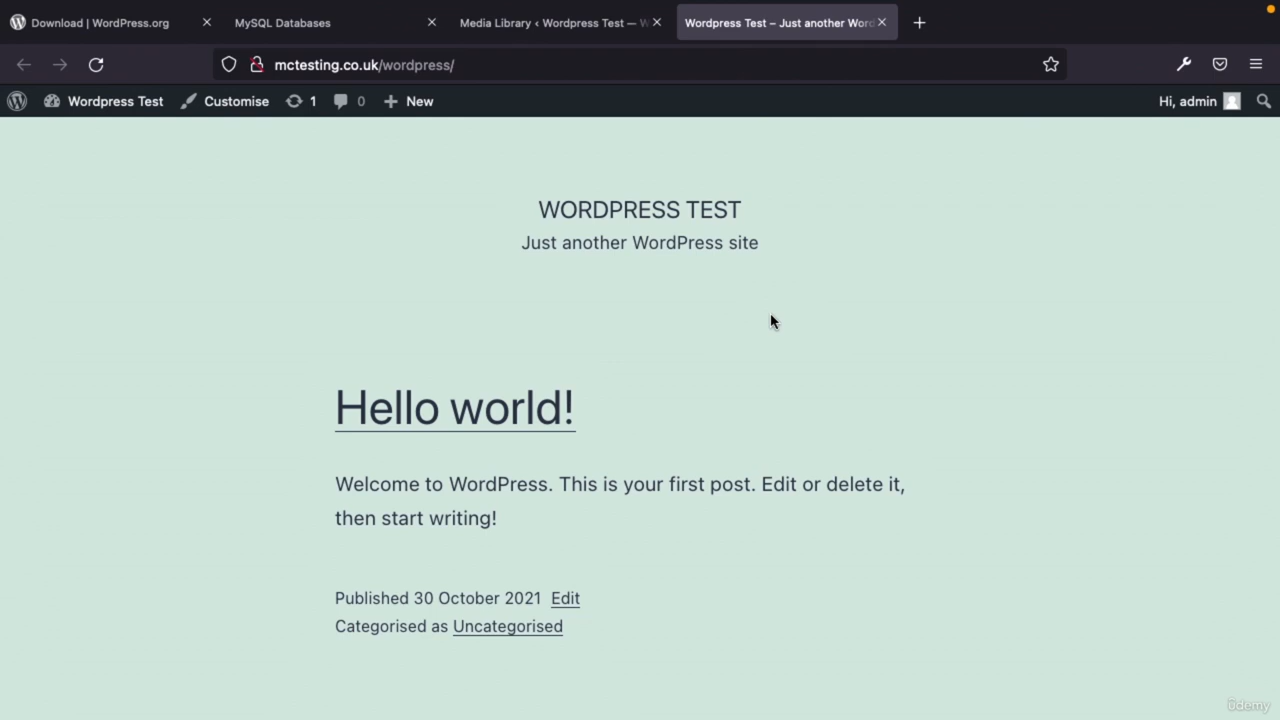 Download | WordPress.org
MySQL Databases
Media Library ‹ Wordpress Test — W
Wordpress Test – Just another Word
mctesting.co.uk/wordpress/
Wordpress Test
Customise
1
0
New
Hi, admin
WORDPRESS TEST
Just another WordPress site
Hello world!
Welcome to WordPress. This is your first post. Edit or delete it,
then start writing!
Published 30 October 2021 Edit
Categorised as Uncategorised
ûdemy